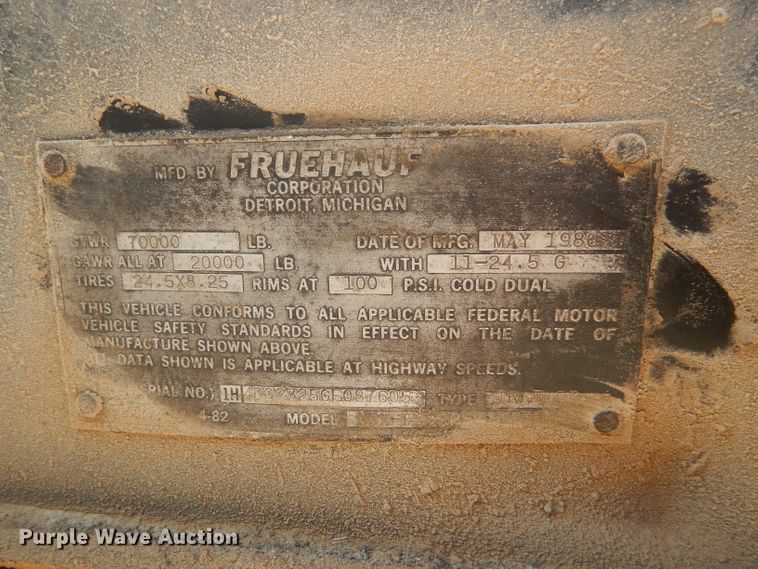 MFD BY FRUEHAUF
CORPORATION
DETROIT, MICHIGAN
GVWR 70000 LB. DATE OF MFG. MAY 1986
GAWR ALL AT 20000 LB. WITH 11-24.5 G
TIRES 24.5X8.25 RIMS AT 100 P.S.I. COLD DUAL
THIS VEHICLE CONFORMS TO ALL APPLICABLE FEDERAL MOTOR
VEHICLE SAFETY STANDARDS IN EFFECT ON THE DATE OF
MANUFACTURE SHOWN ABOVE
ALL DATA SHOWN IS APPLICABLE AT HIGHWAY SPEEDS.
SERIAL NO. TYPE
4-82 MODEL
Purple Wave Auction